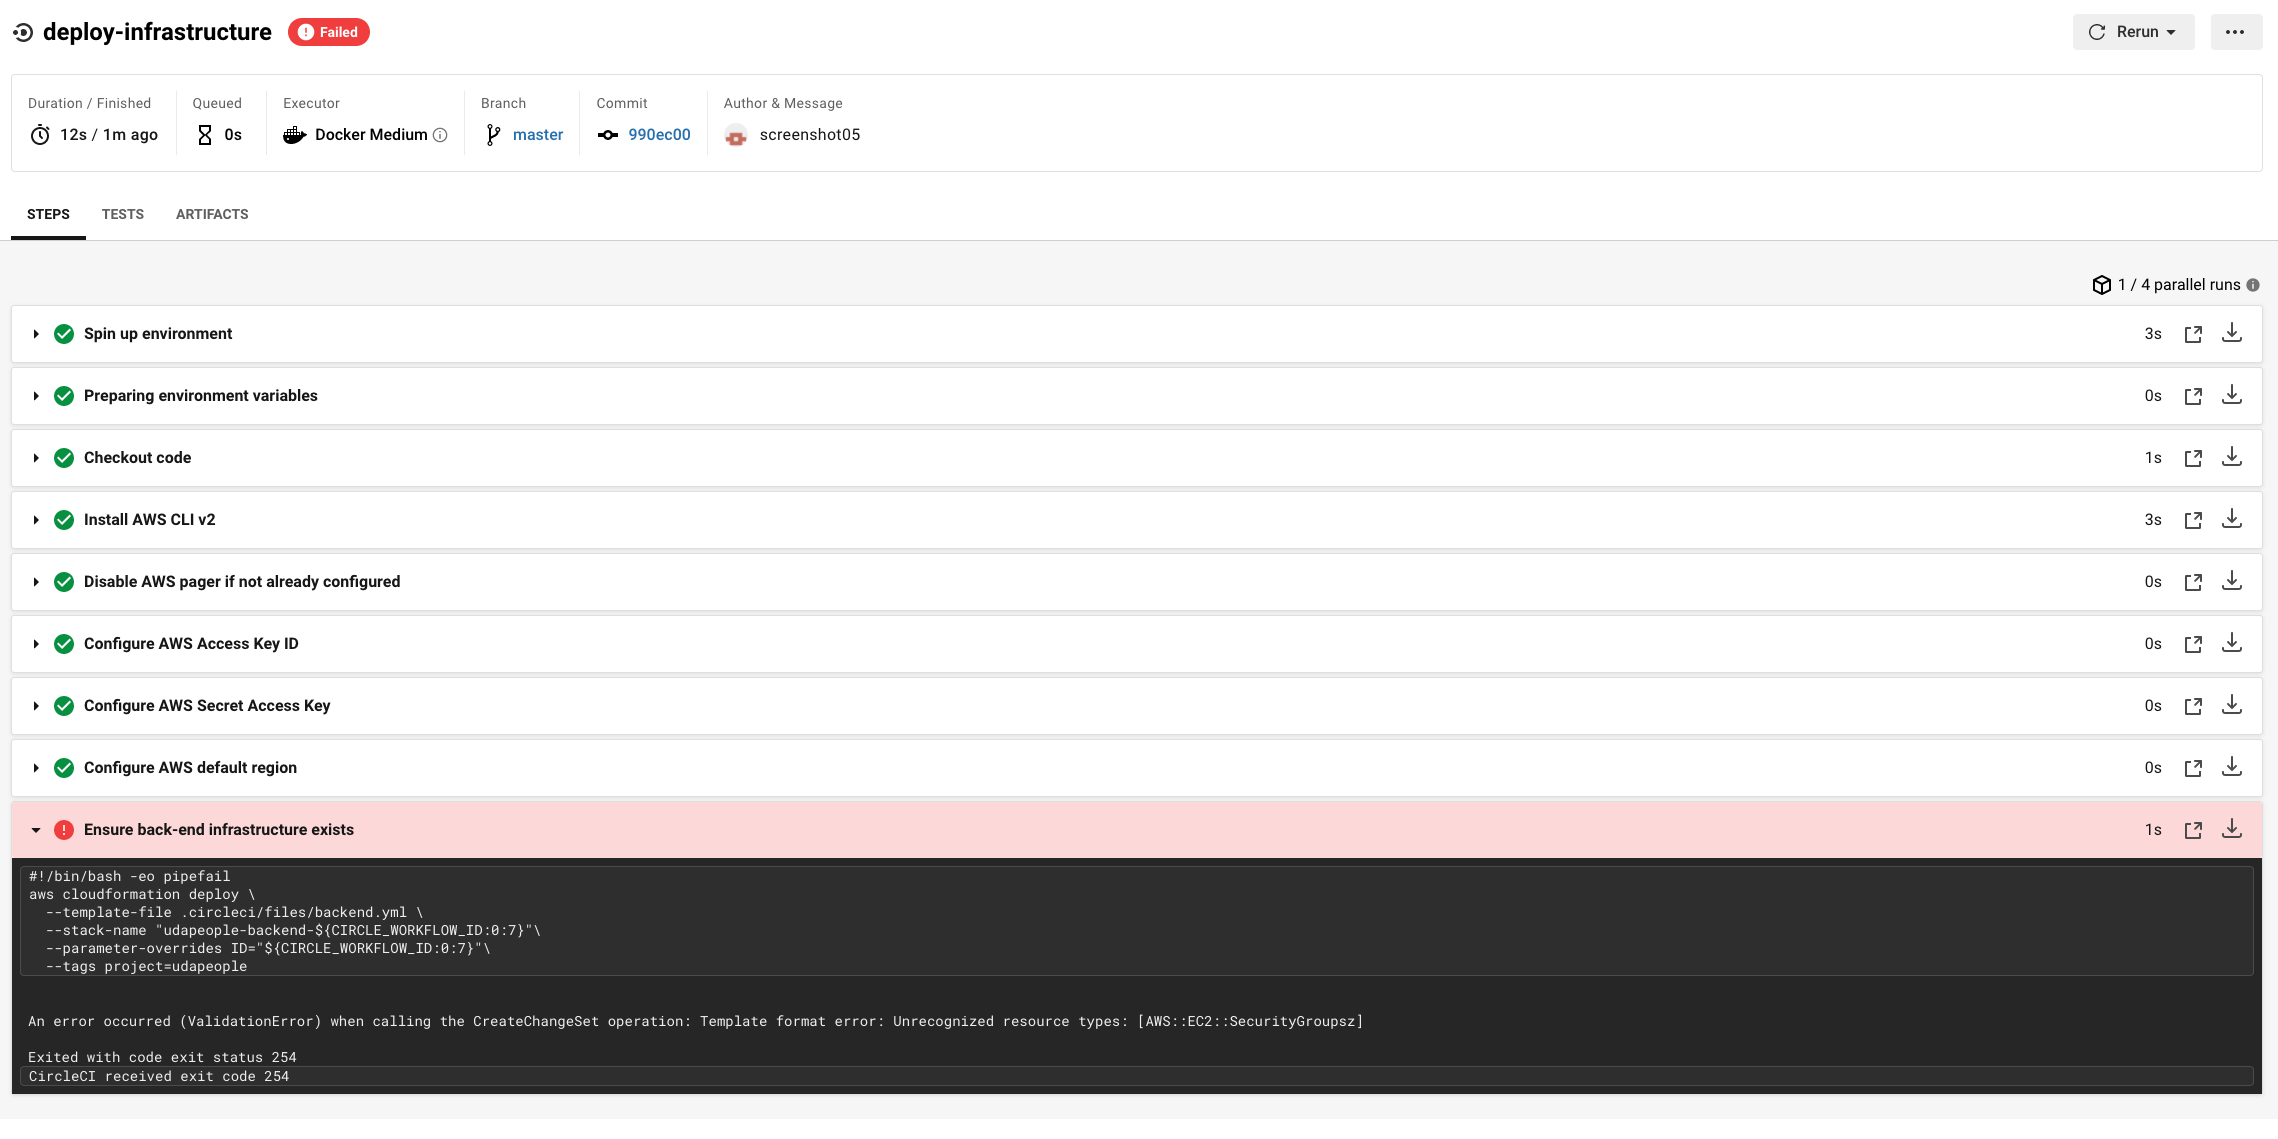 deploy-infrastructure
Failed
Rerun
Duration / Finished
12s / 1m ago
Queued
0s
Executor
Docker Medium
Branch
master
Commit
990ec00
Author & Message
screenshot05
STEPS
TESTS
ARTIFACTS
1 / 4 parallel runs
Spin up environment 3s
Preparing environment variables 0s
Checkout code 1s
Install AWS CLI v2 3s
Disable AWS pager if not already configured 0s
Configure AWS Access Key ID 0s
Configure AWS Secret Access Key 0s
Configure AWS default region 0s
Ensure back-end infrastructure exists 1s
#!/bin/bash -eo pipefail
aws cloudformation deploy \
--template-file .circleci/files/backend.yml \
--stack-name "udapeople-backend-${CIRCLE_WORKFLOW_ID:0:7}"\
--parameter-overrides ID="${CIRCLE_WORKFLOW_ID:0:7}"\
--tags project=udapeople
An error occurred (ValidationError) when calling the CreateChangeSet operation: Template format error: Unrecognized resource types: [AWS::EC2::SecurityGroupsz]
Exited with code exit status 254
CircleCI received exit code 254